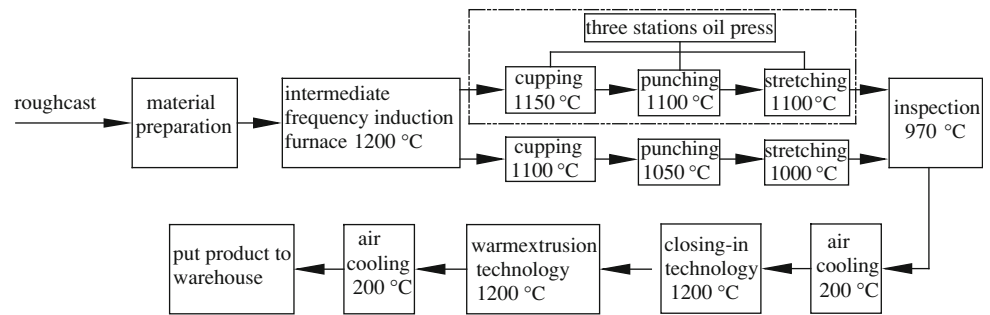 three stations oil press
roughcast
material
preparation
intermediate
frequency induction
furnace 1200 °C
cupping
1150 °C
punching
1100 °C
stretching
1100°C
cupping
1100 °C
punching
1050 °C
stretching
1000 °C
inspection
970 °C
put product to
warehouse
air
cooling
200 °C
warmextrusion
technology
1200 °C
closing-in
technology
1200 °C
air
cooling
200 °C